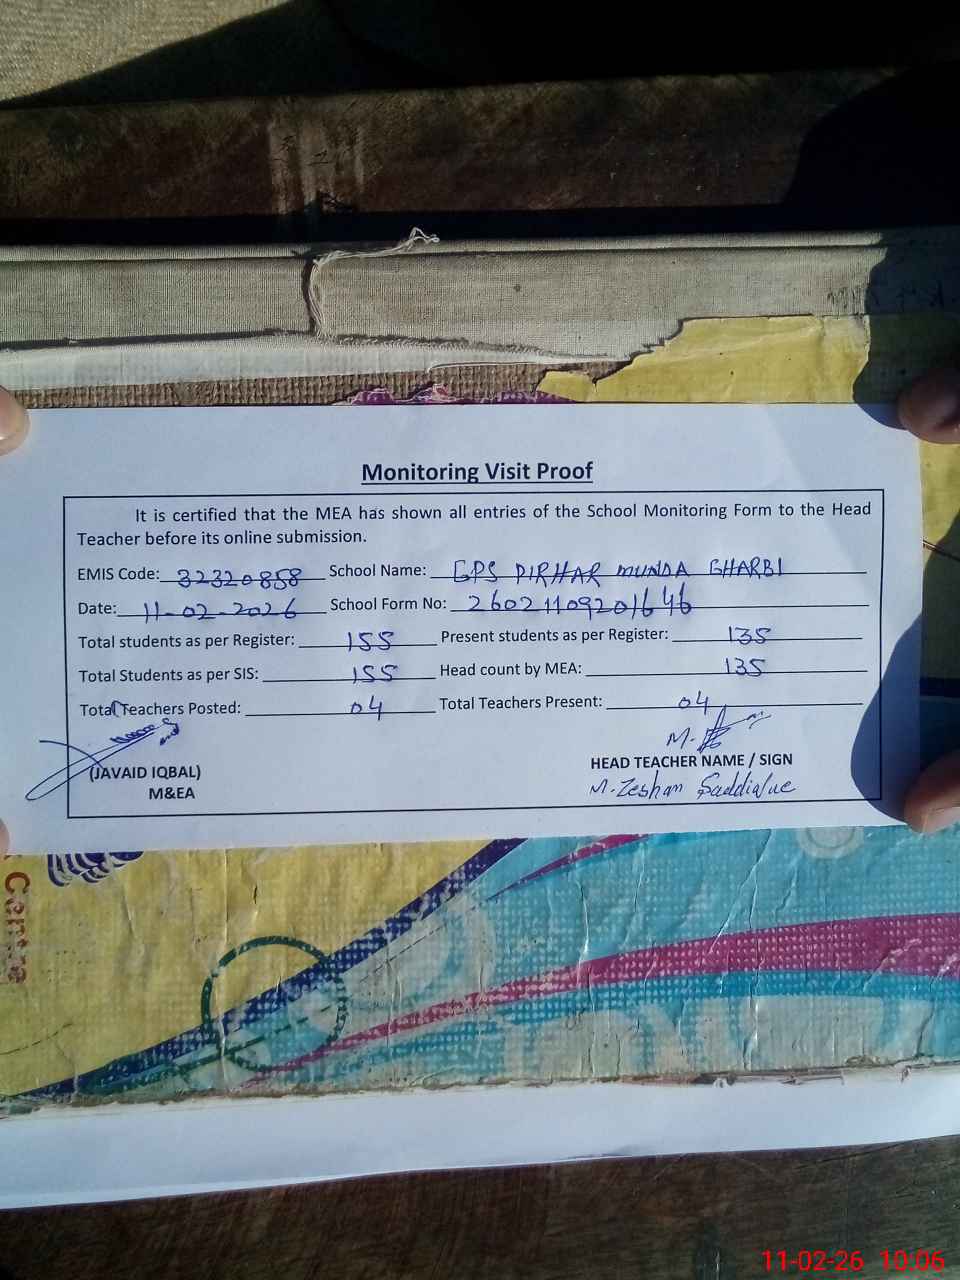 Monitoring Visit Proof
It is certified that the MEA has shown all entries of the School Monitoring Form to the Head
Teacher before its online submission.
EMIS Code: 32320858 School Name: GPS PIRHAR MUNDA GHARBI
Date: 11-02-2026 School Form No: 26021109201646
Total students as per Register: 155 Present students as per Register: 135
Total Students as per SIS: 155 Head count by MEA: 135
Total Teachers Posted: 04 Total Teachers Present: 04
(JAVAID IQBAL)
M&EA
M.
HEAD TEACHER NAME / SIGN
M. Zeshan
Centre
11-02-26 10:06